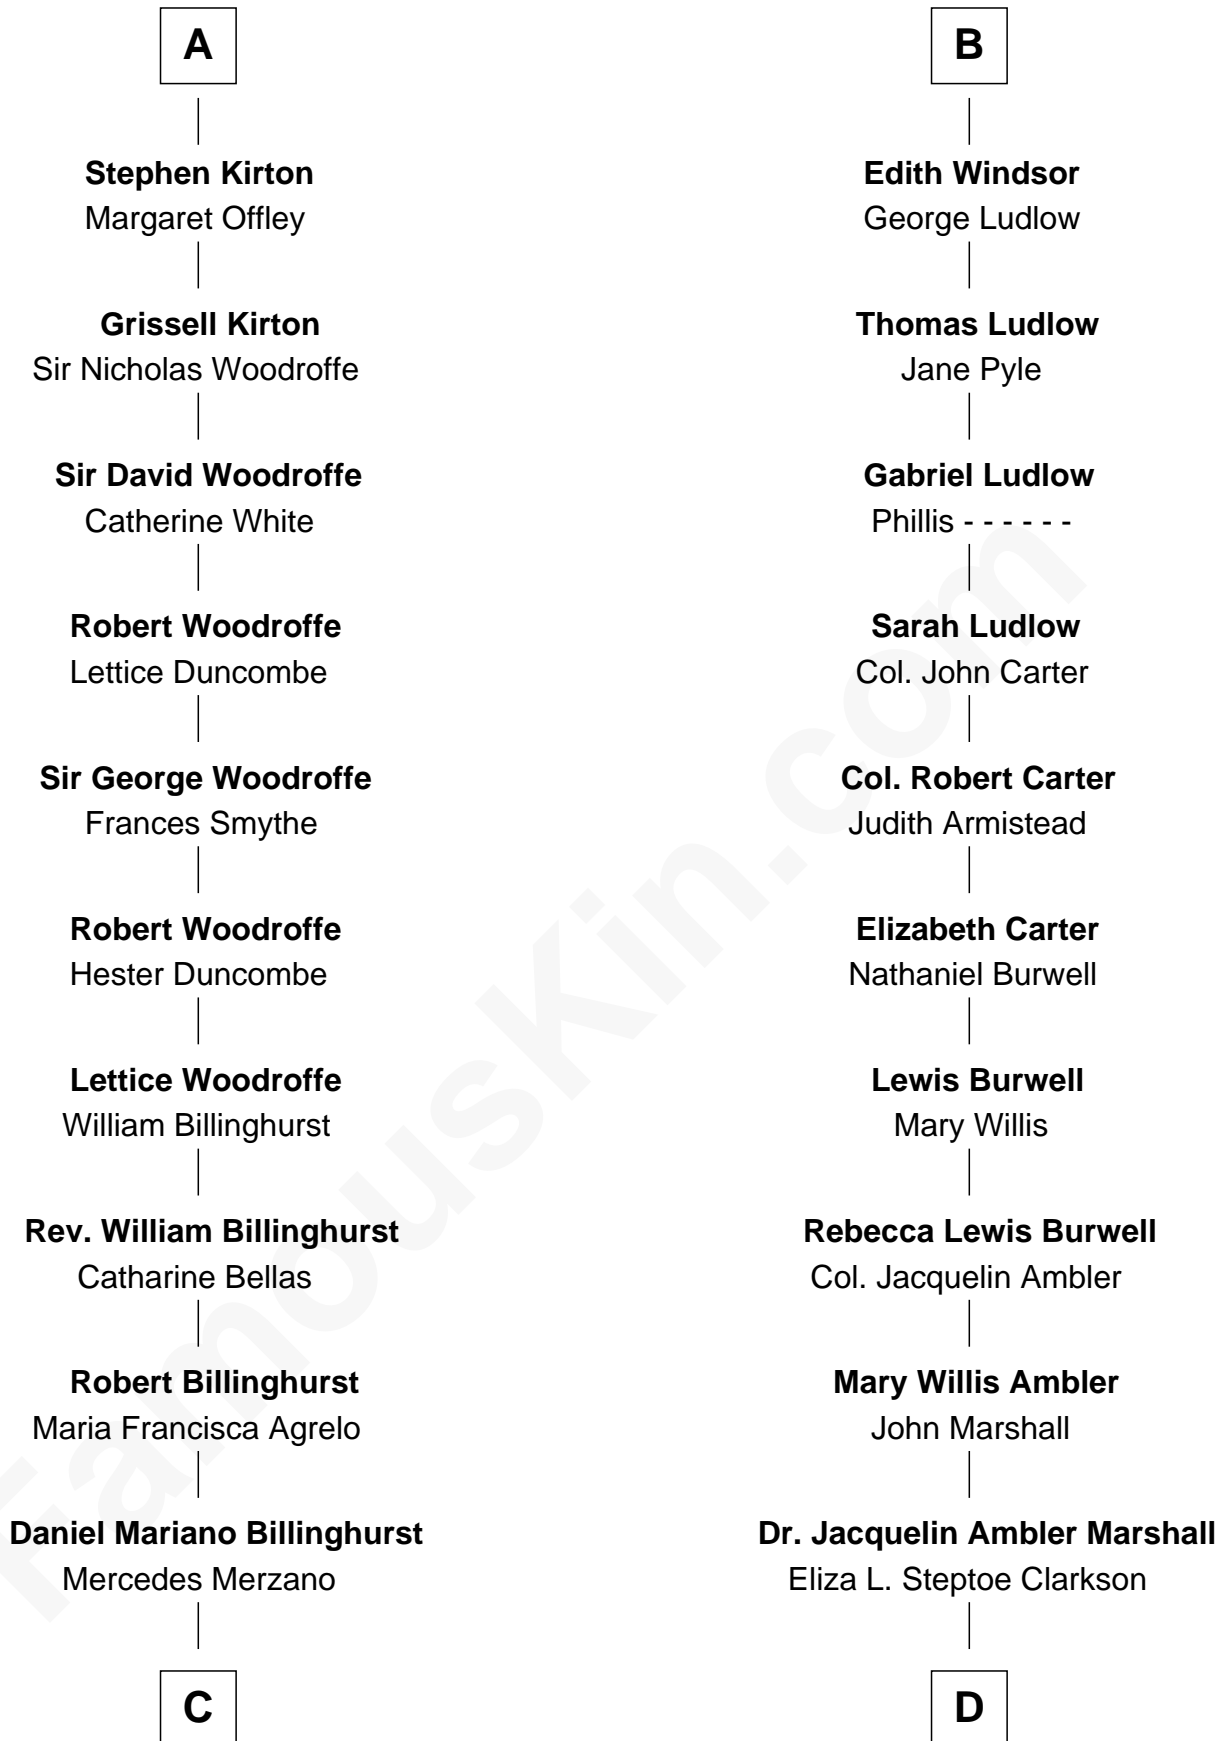 A
Stephen Kirton
Margaret Offley
Grissell Kirton
Sir Nicholas Woodroffe
Sir David Woodroffe
Catherine White
Robert Woodroffe
Lettice Duncombe
Sir George Woodroffe
Frances Smythe
Robert Woodroffe
Hester Duncombe
Lettice Woodroffe
William Billinghurst
Rev. William Billinghurst
Catharine Bellas
Robert Billinghurst
Maria Francisca Agrelo
Daniel Mariano Billinghurst
Mercedes Merzano
C
B
Edith Windsor
George Ludlow
Thomas Ludlow
Jane Pyle
Gabriel Ludlow
Phillis - - - - - -
Sarah Ludlow
Col. John Carter
Col. Robert Carter
Judith Armistead
Elizabeth Carter
Nathaniel Burwell
Lewis Burwell
Mary Willis
Rebecca Lewis Burwell
Col. Jacquelin Ambler
Mary Willis Ambler
John Marshall
Dr. Jacquelin Ambler Marshall
Eliza L. Steptoe Clarkson
D
FamousKin.com